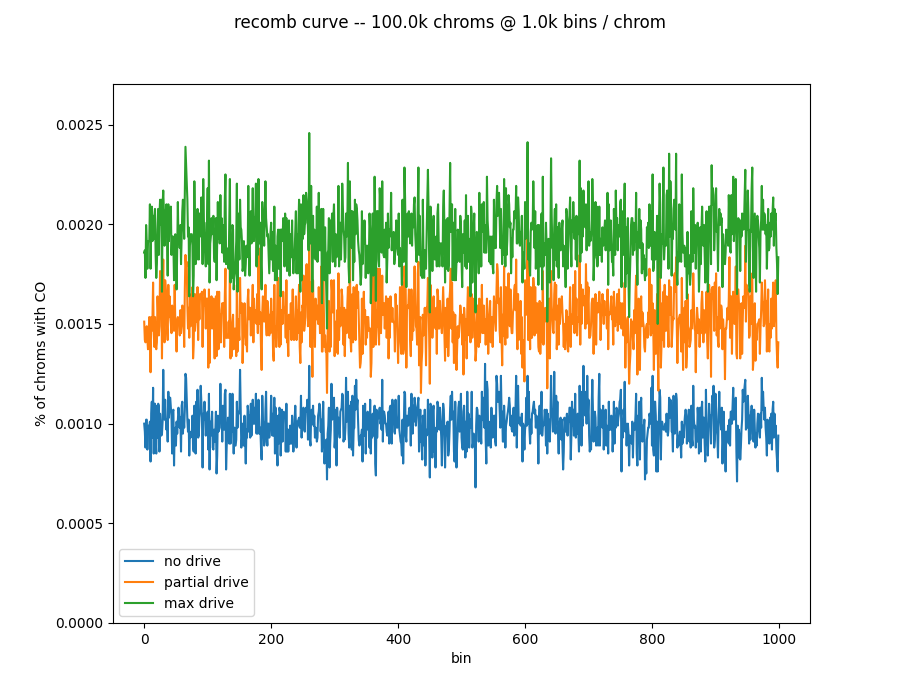 recomb curve -- 100.0k chroms @ 1.0k bins / chrom
0.0025
0.0020
0.0015
0.0010
0.0005
0.0000
% of chroms with CO
no drive
partial drive
max drive
0 200 400 600 800 1000
bin